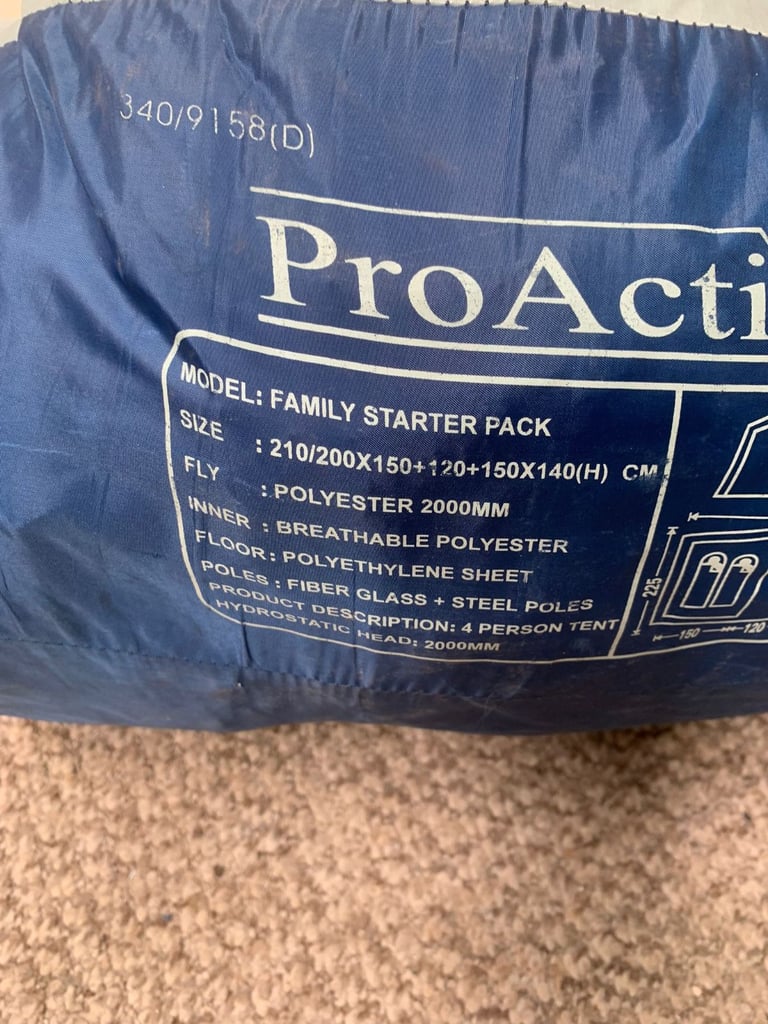 340/9158(D)
ProActi
MODEL: FAMILY STARTER PACK
SIZE : 210/200X150+120+150X140(H) CM
FLY : POLYESTER 2000MM
INNER : BREATHABLE POLYESTER
FLOOR: POLYETHYLENE SHEET
POLES : FIBER GLASS + STEEL POLES
PRODUCT DESCRIPTION: 4 PERSON TENT
HYDROSTATIC HEAD: 2000MM
225
150 120